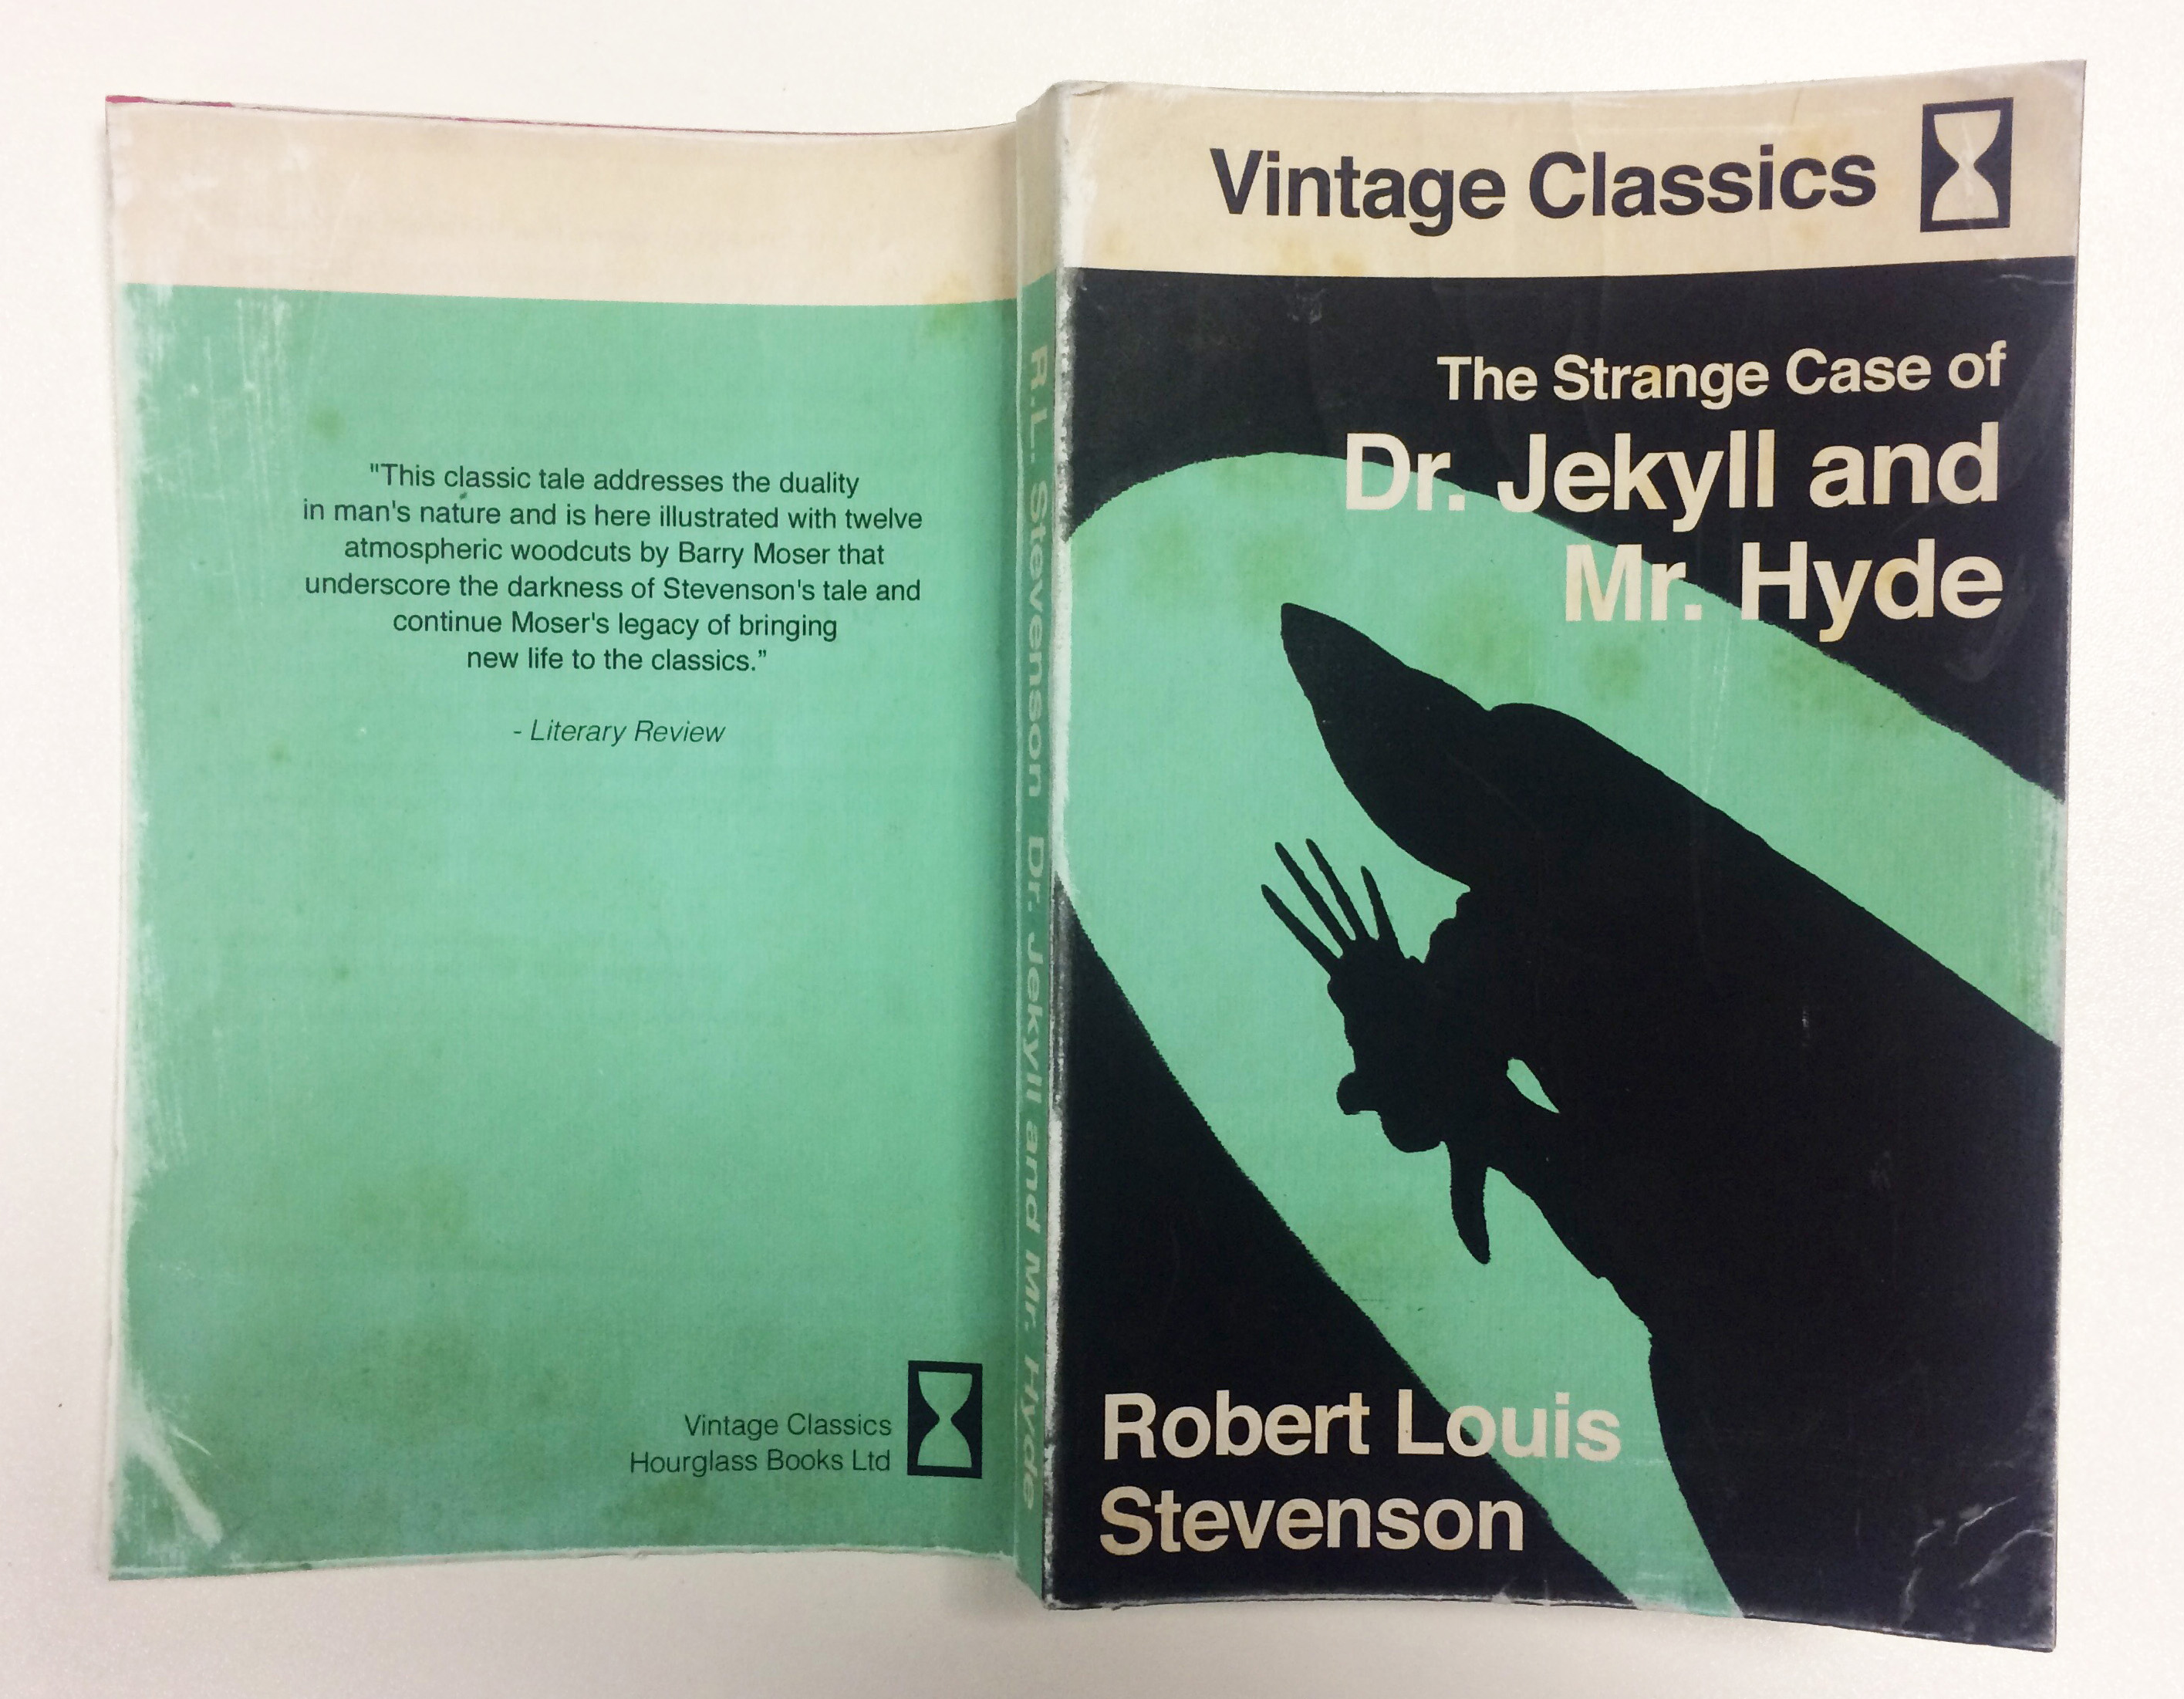 "This classic tale addresses the duality
in man's nature and is here illustrated with twelve
atmospheric woodcuts by Barry Moser that
underscore the darkness of Stevenson's tale and
continue Moser's legacy of bringing
new life to the classics.”
- Literary Review
Vintage Classics
Hourglass Books Ltd
R.L. Stevenson Dr. Jekyll and Mr. Hyde
Vintage Classics
The Strange Case of
Dr. Jekyll and
Mr. Hyde
Robert Louis
Stevenson